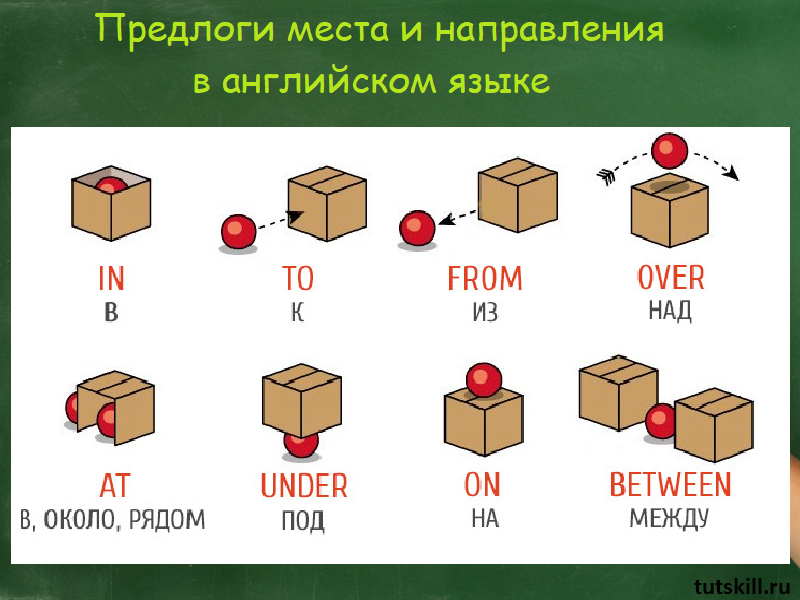 Предлоги места и направления
в английском языке
IN TO FROM OVER
В К ИЗ НАД
AT UNDER ON BETWEEN
В, ОКОЛО, РЯДОМ ПОД НА МЕЖДУ
tutskill.ru